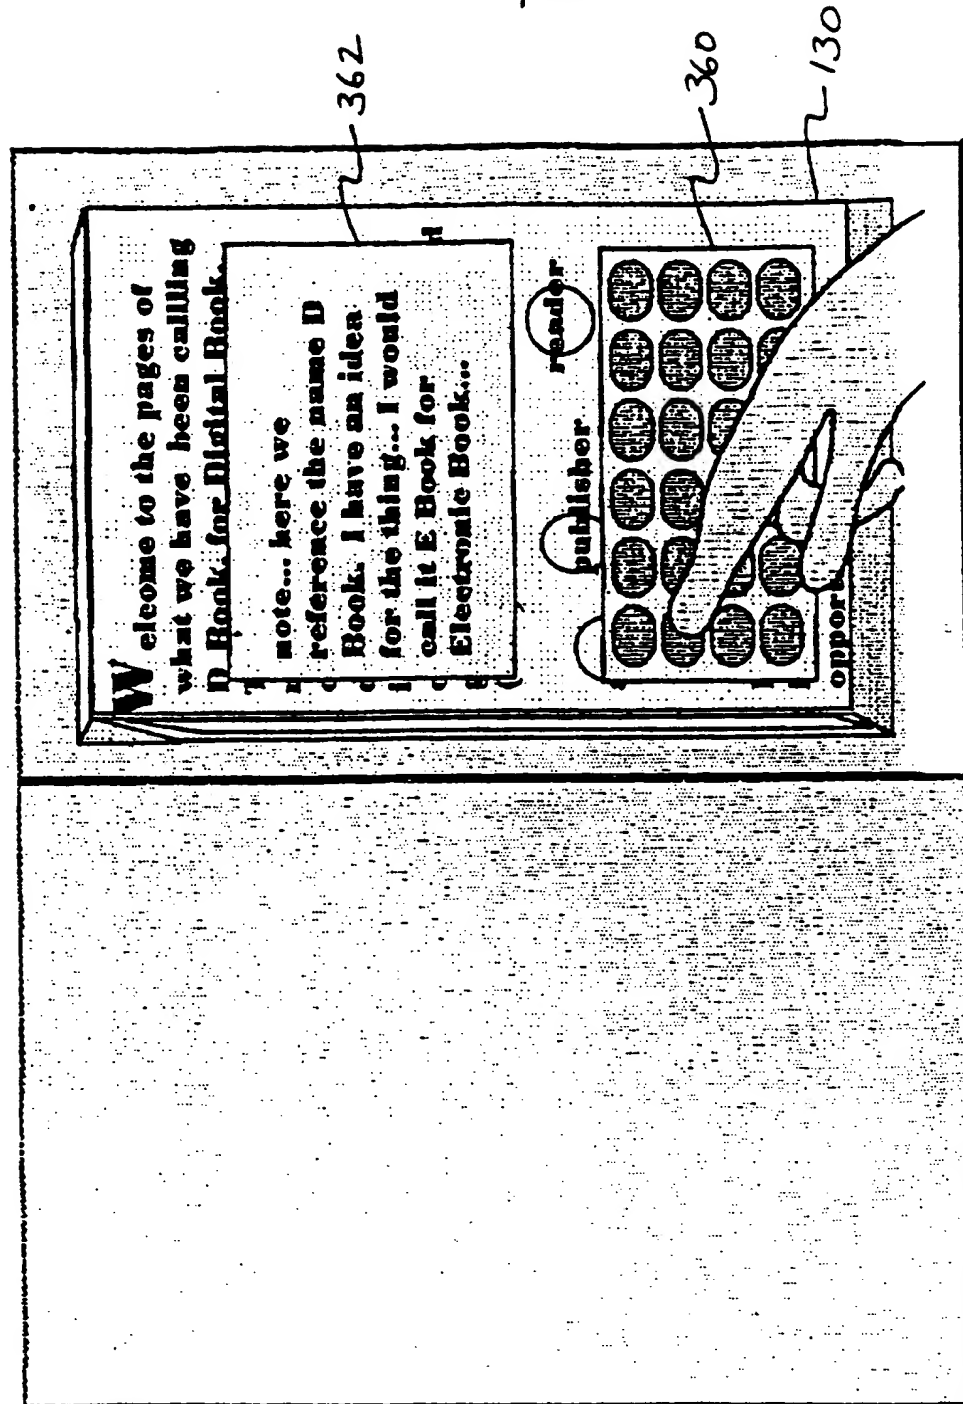 Welcome to the pages of
what we have been callling
D Book, for Digital Book.
note... here we
reference the name D
Book. I have an idea
for the thing... I would
call it E Book for
Electronic Book...
publisher
reader
oppor
362
360
130